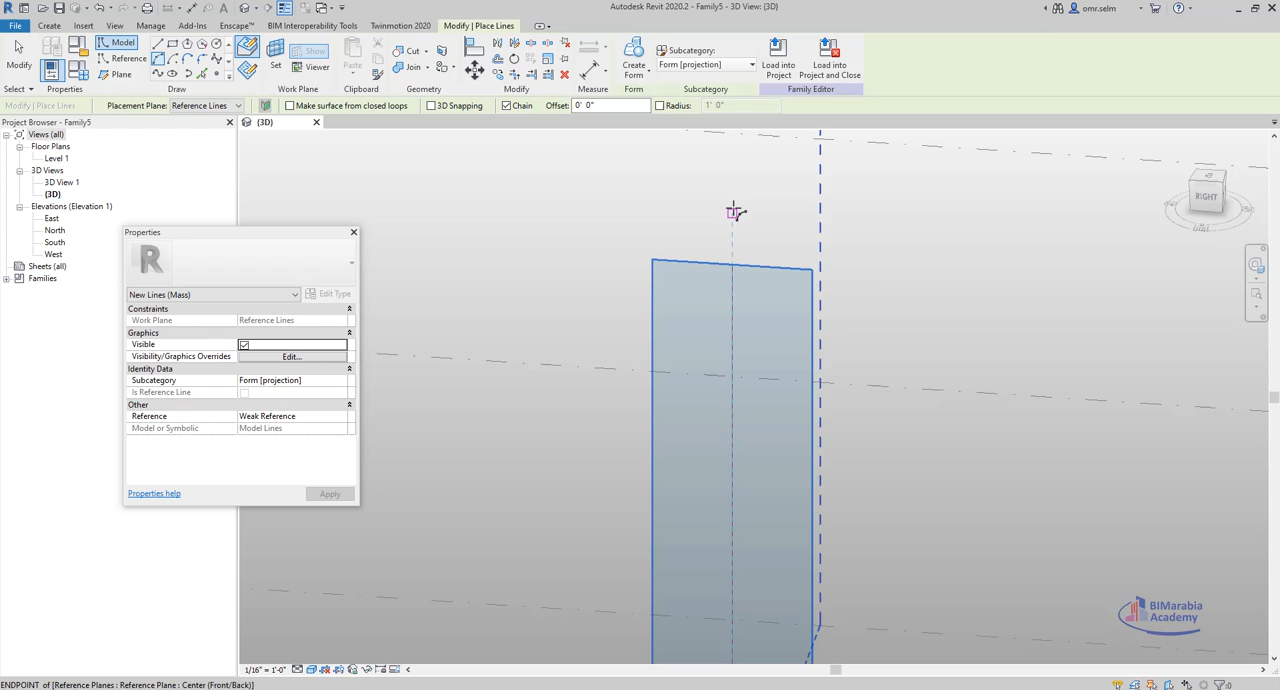 Autodesk Revit 2020.2 - Family5 - 3D View: {3D}
omr.selm
File Create Insert View Manage Add-Ins Enscape™ BIM Interoperability Tools Twinmotion 2020 Modify | Place Lines
Modify
Model
Reference
Plane
Set
Show
Viewer
Paste
Cut
Join
Create
Form
Subcategory:
Form [projection]
Load into
Project
Load into
Project and Close
Select Properties Draw Work Plane Clipboard Geometry Modify Measure Form Subcategory Family Editor
Modify | Place Lines Placement Plane: Reference Lines Make surface from closed loops 3D Snapping Chain Offset: 0' 0" Radius: 1' 0"
Project Browser - Family5
{3D}
Views (all)
Floor Plans
Level 1
3D Views
3D View 1
{3D}
Elevations (Elevation 1)
East
North
South
West
Sheets (all)
Families
Properties
R
New Lines (Mass) Edit Type
Constraints
Work Plane Reference Lines
Graphics
Visible
Visibility/Graphics Overrides Edit...
Identity Data
Subcategory Form [projection]
Is Reference Line
Other
Reference Weak Reference
Model or Symbolic Model Lines
Properties help Apply
RIGHT
BIMarabia
Academy
1/16" = 1'-0"
ENDPOINT of [Reference Planes : Reference Plane : Center (Front/Back)]
:0